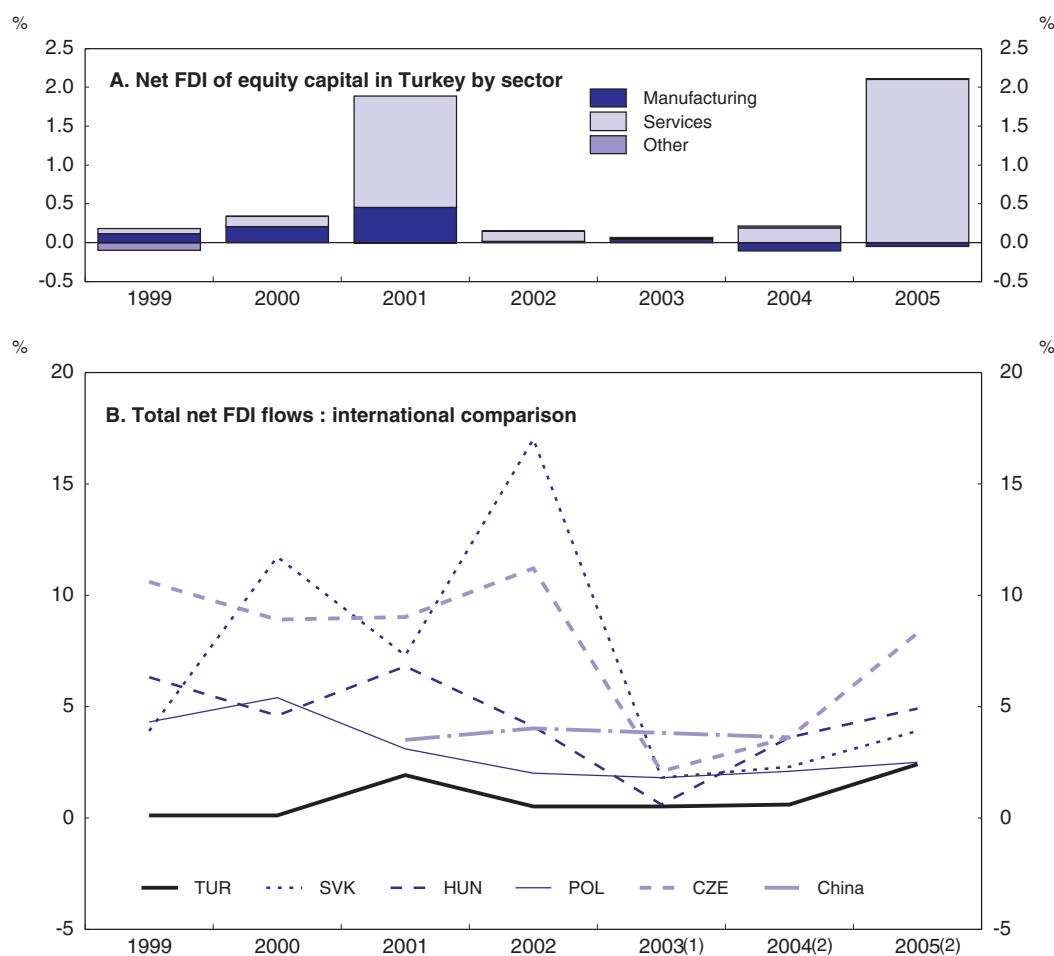 % %
2.5 2.5
A. Net FDI of equity capital in Turkey by sector
2.0 2.0
Manufacturing
1.5 Services 1.5
Other
1.0 1.0
0.5 0.5
0.0 0.0
-0.5 -0.5
1999 2000 2001 2002 2003 2004 2005
% %
20 20
B. Total net FDI flows : international comparison
15 15
10 10
5 5
0 0
TUR SVK HUN POL CZE China
-5 -5
1999 2000 2001 2002 2003(1) 2004(2) 2005(2)